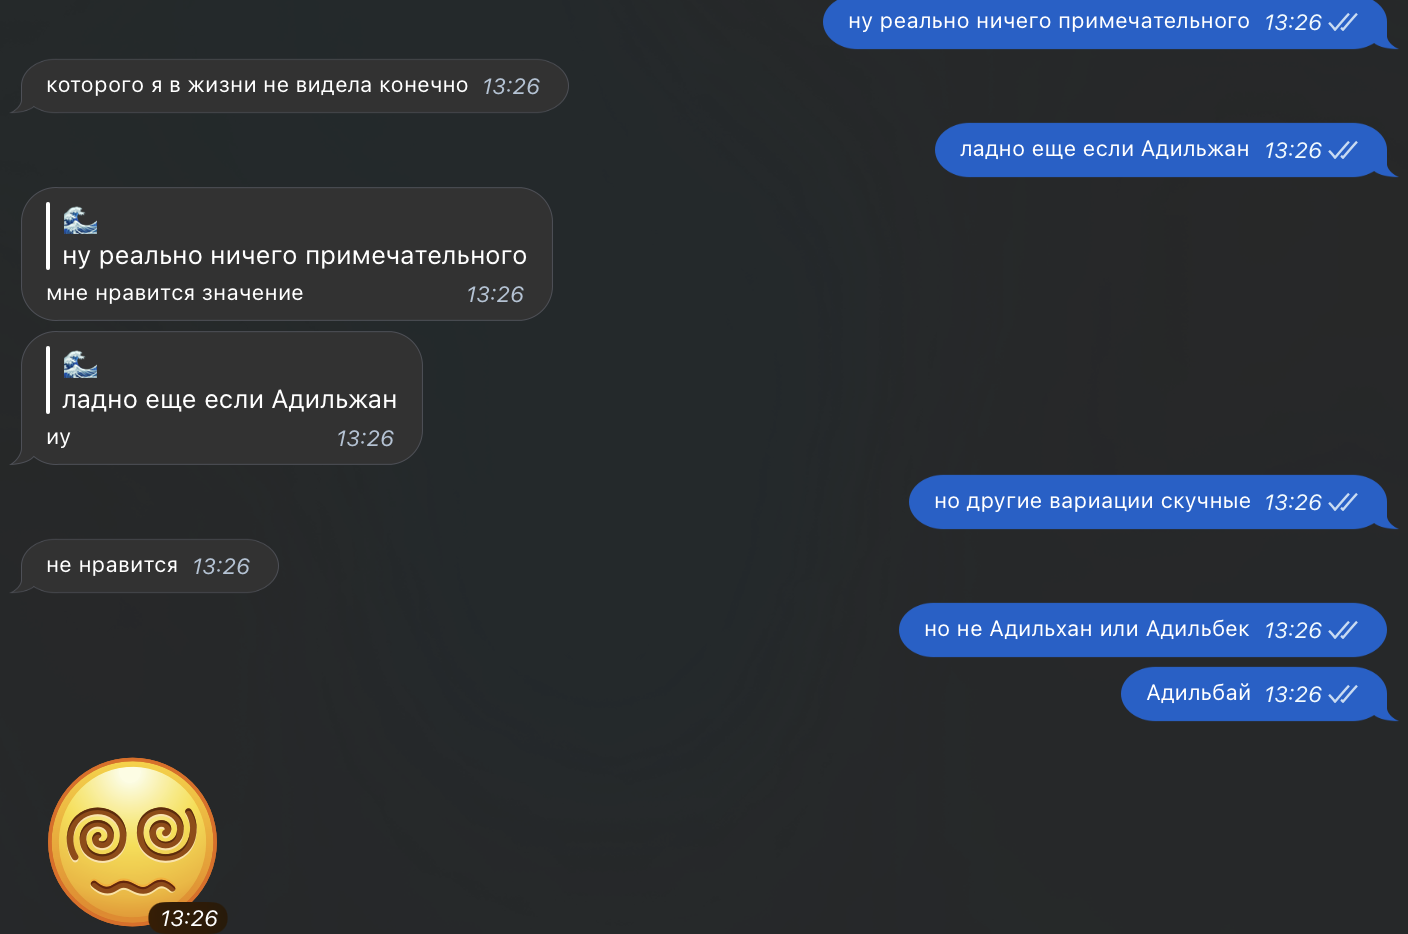 ну реально ничего примечательного 13:26
которого я в жизни не видела конечно 13:26
ладно еще если Адильжан 13:26
🌊
ну реально ничего примечательного
мне нравится значение 13:26
🌊
ладно еще если Адильжан
иу 13:26
но другие вариации скучные 13:26
не нравится 13:26
но не Адильхан или Адильбек 13:26
Адильбай 13:26
😵‍💫
13:26